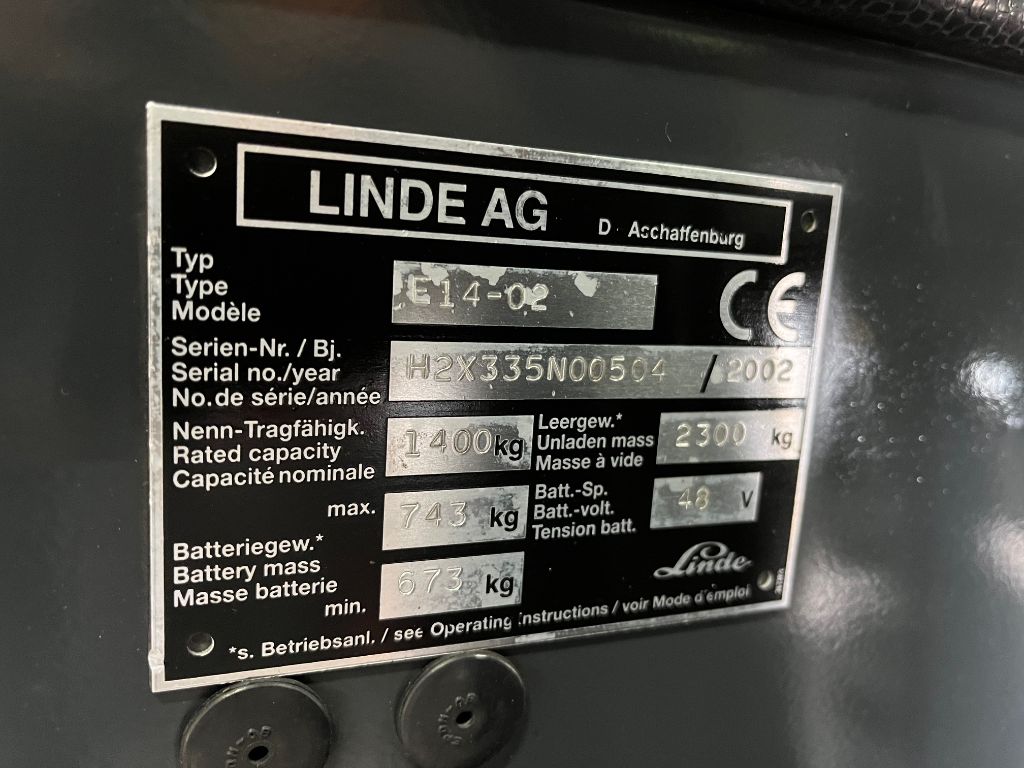 LINDE AG D- Aschaffenburg
Typ
Type
Modèle
E14-02
CE
Serien-Nr. / Bj.
Serial no./year
No.de série/année
H2X335N00504 / 2002
Nenn-Tragfähigk.
Rated capacity
Capacité nominale
1400 kg
Leergew.*
Unladen mass
Masse à vide
2300 kg
max. 743 kg
Batt.-Sp.
Batt.-volt.
Tension batt.
48 V
Batteriegew.*
Battery mass
Masse batterie
min. 673 kg
Linde
*s. Betriebsanl. / see Operating Instructions / voir Mode d'emploi